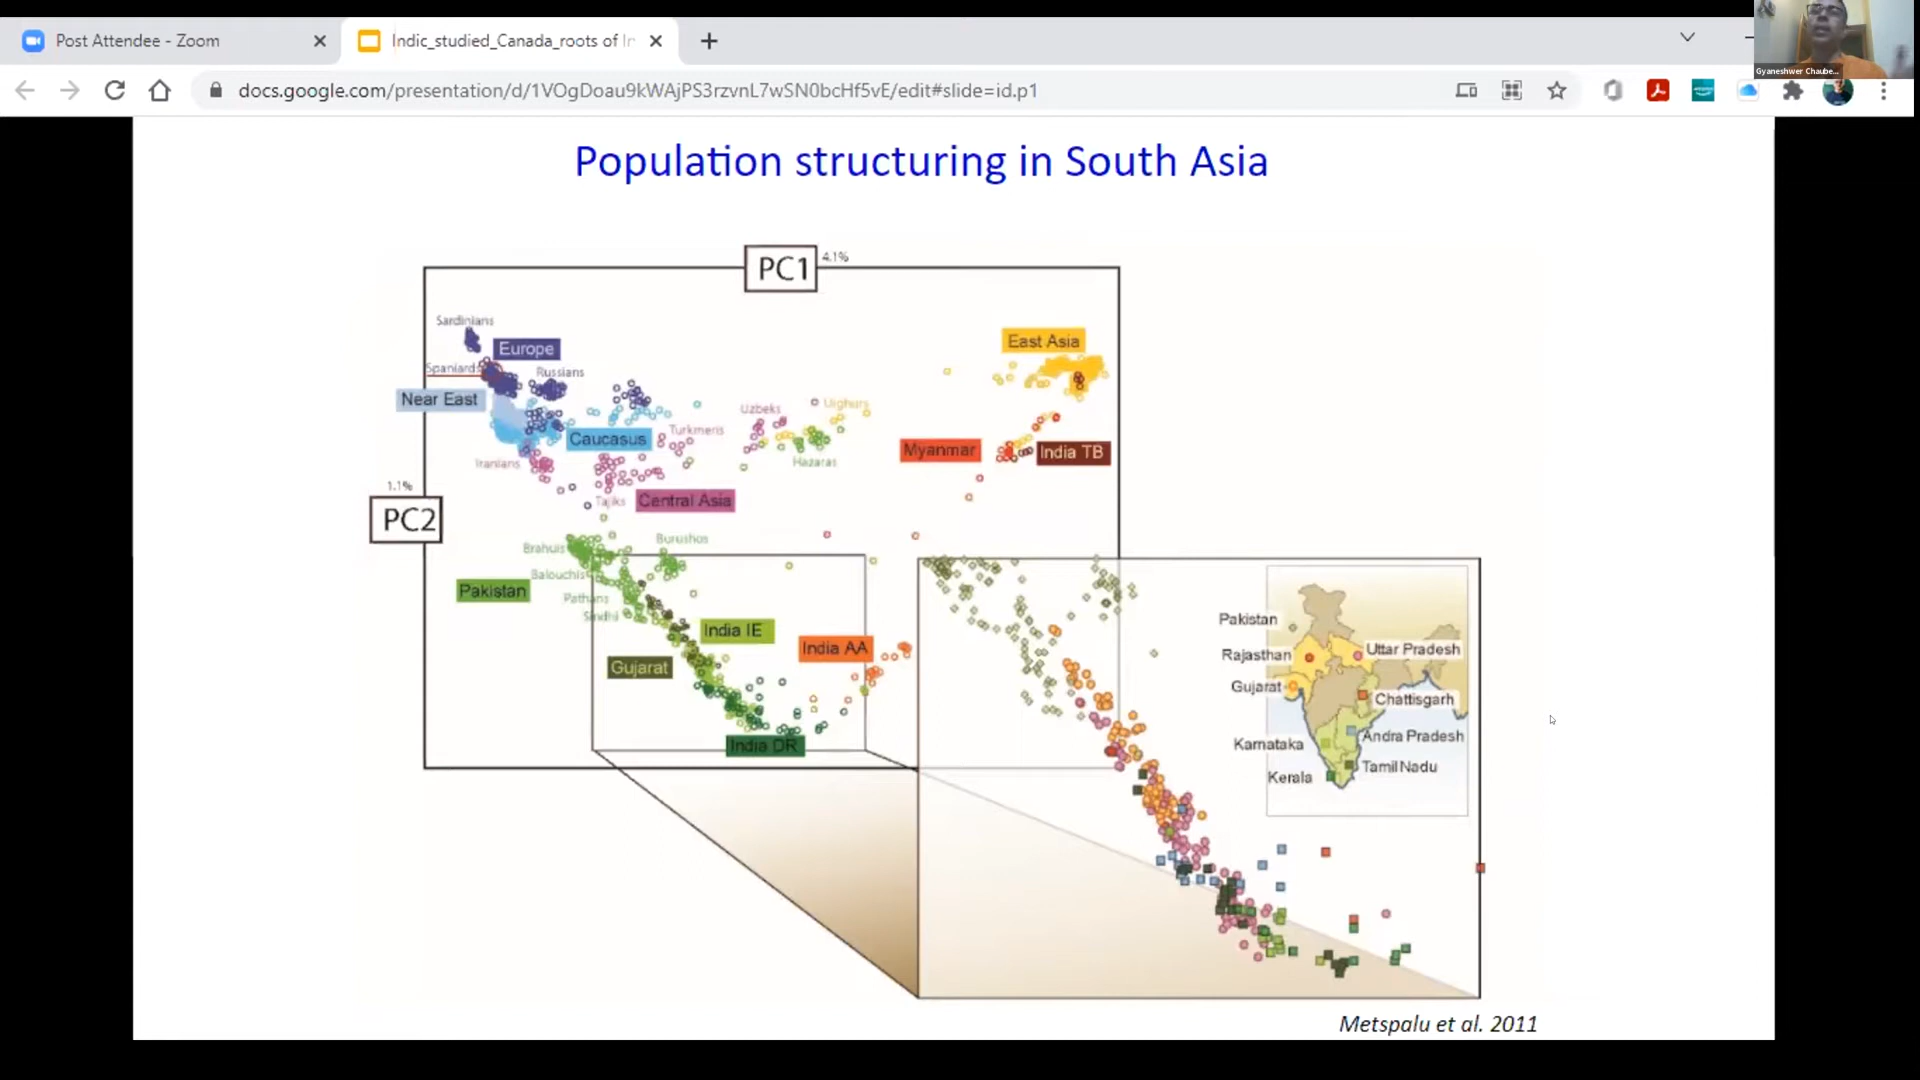 Post Attendee - Zoom
Indic_studied_Canada_roots of In
Gyaneshwer Chaube...
docs.google.com/presentation/d/1VOgDoau9kWAjPS3rzvnL7wSN0bcHf5vE/edit#slide=id.p1
Population structuring in South Asia
PC1 4.1%
Sardinians
East Asia
Europe
Spaniards
Russians
Near East
Uzbeks
Uighurs
Turkmens
Caucasus
Myanmar
India TB
Iranians
Hazaras
1.1%
Tajiks
Central Asia
PC2
Brahuis
Burushos
Balouchis
Pakistan
Pathans
Sindhi
India IE
India AA
Gujarat
India DR
Pakistan
Rajasthan
Uttar Pradesh
Gujarat
Chattisgarh
Karnataka
Andra Pradesh
Kerala
Tamil Nadu
Metspalu et al. 2011